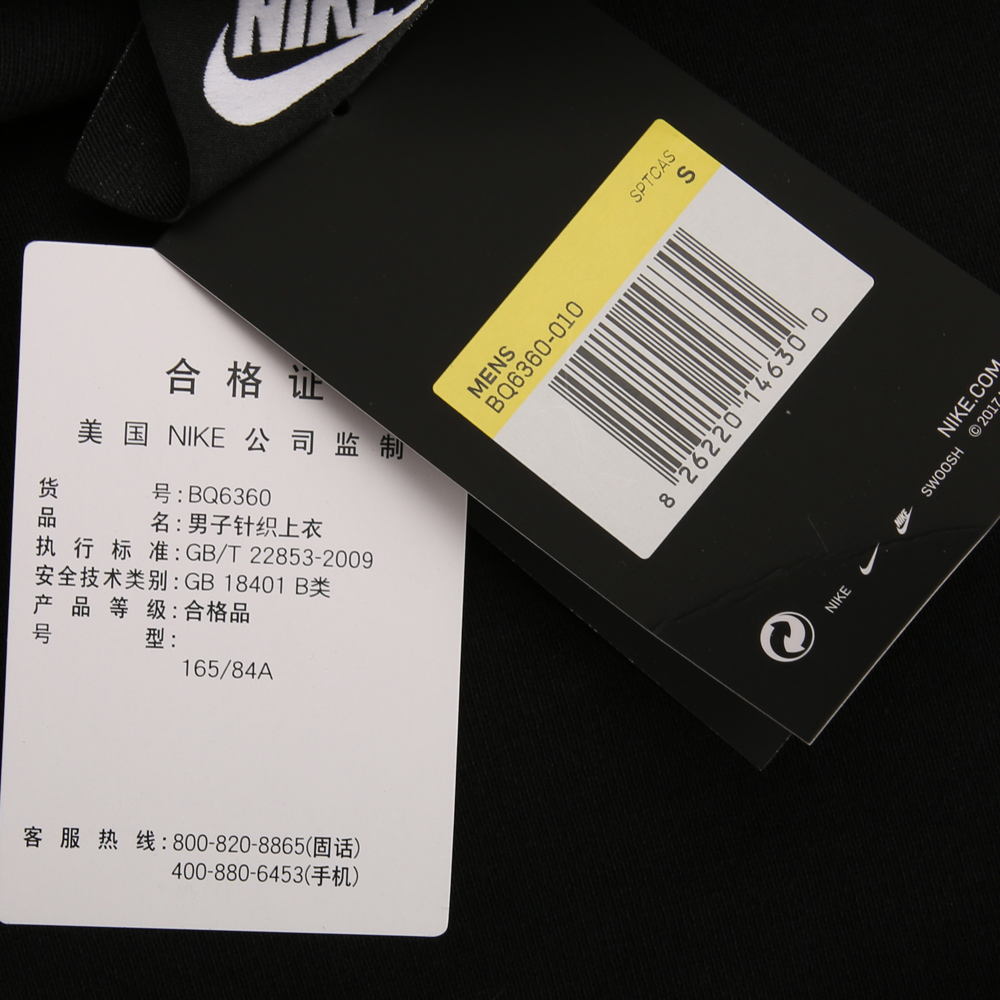 NIKE
SPTCAS
S
MENS
BQ6360-010
8 26220 14630 0
NIKE.COM
© 2017
SWOOSH
NIKE
NIKE
合格证
美国 NIKE 公司监制
货号:BQ6360
品名:男子针织上衣
执行标准:GB/T 22853-2009
安全技术类别:GB 18401 B类
产品等级:合格品
号型:
165/84A
客服热线:800-820-8865(固话)
400-880-6453(手机)